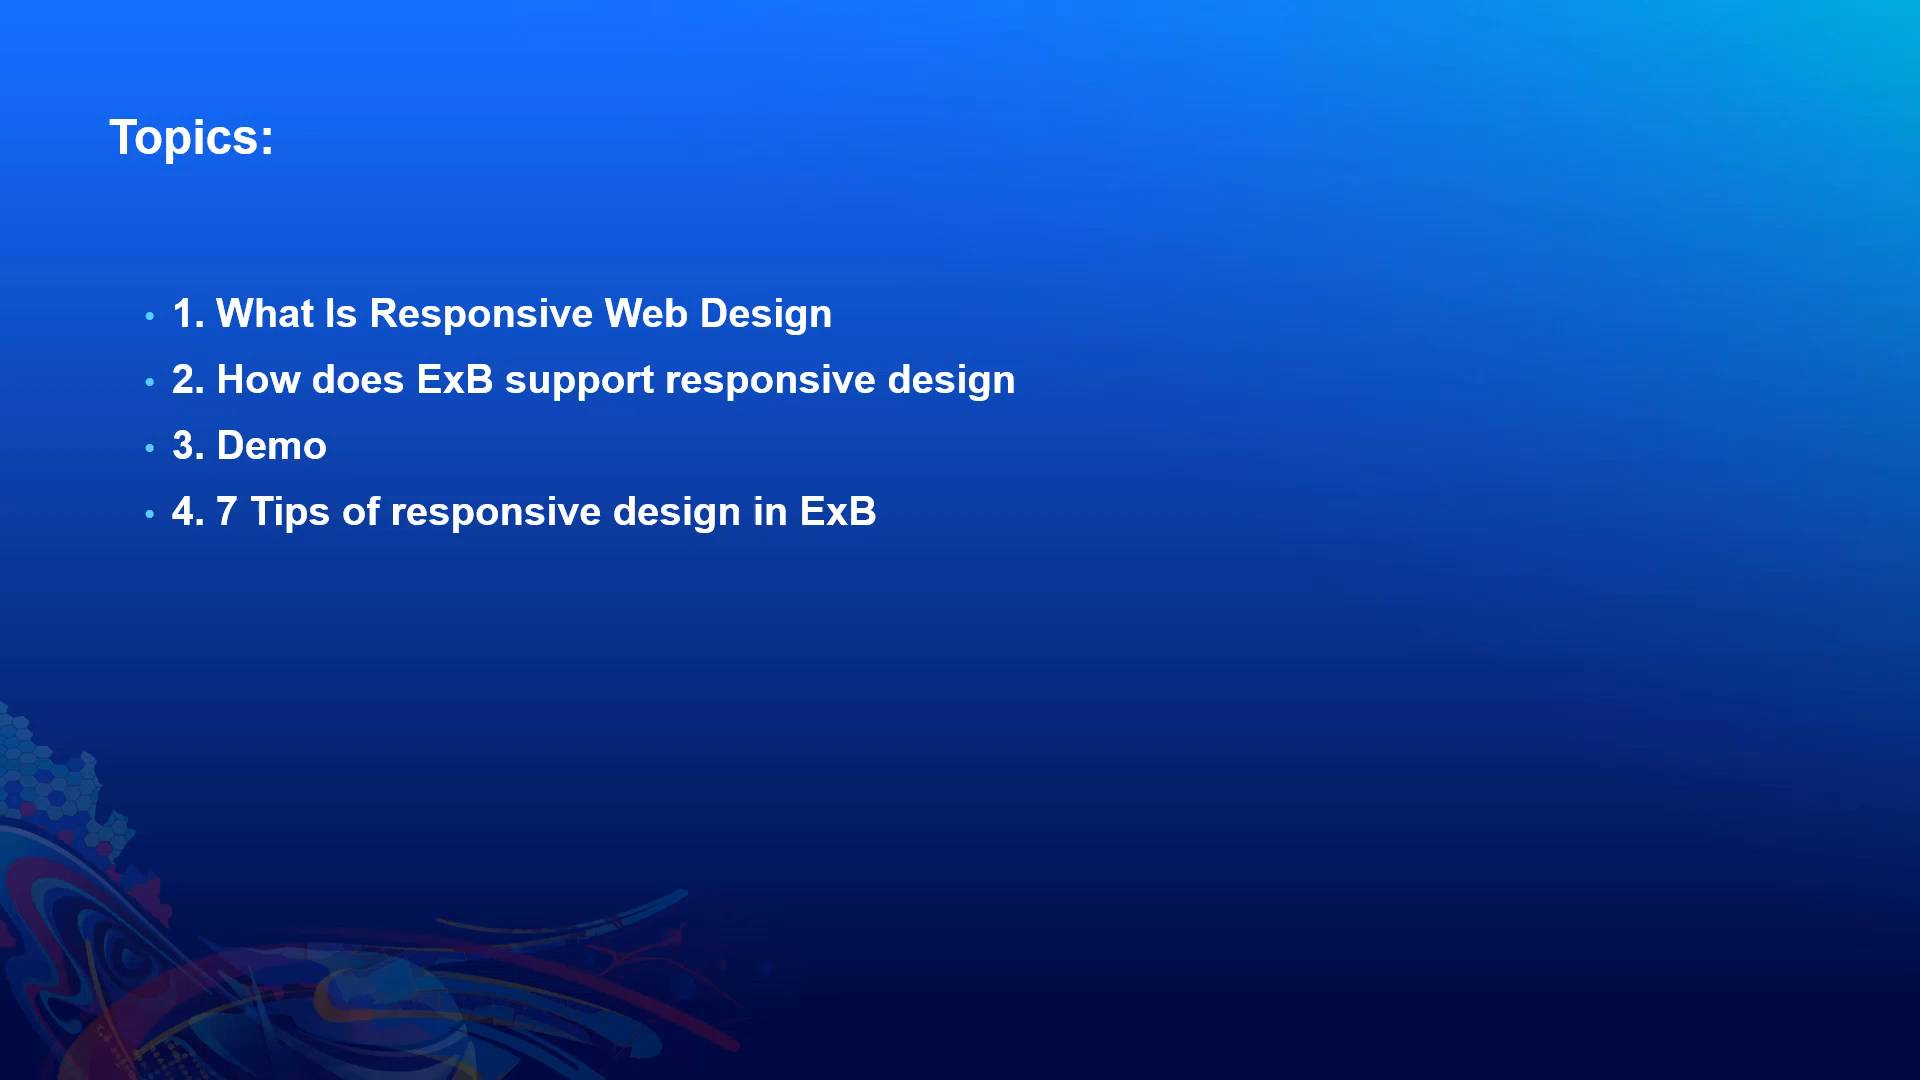 Topics:
• 1. What Is Responsive Web Design
• 2. How does ExB support responsive design
• 3. Demo
• 4. 7 Tips of responsive design in ExB